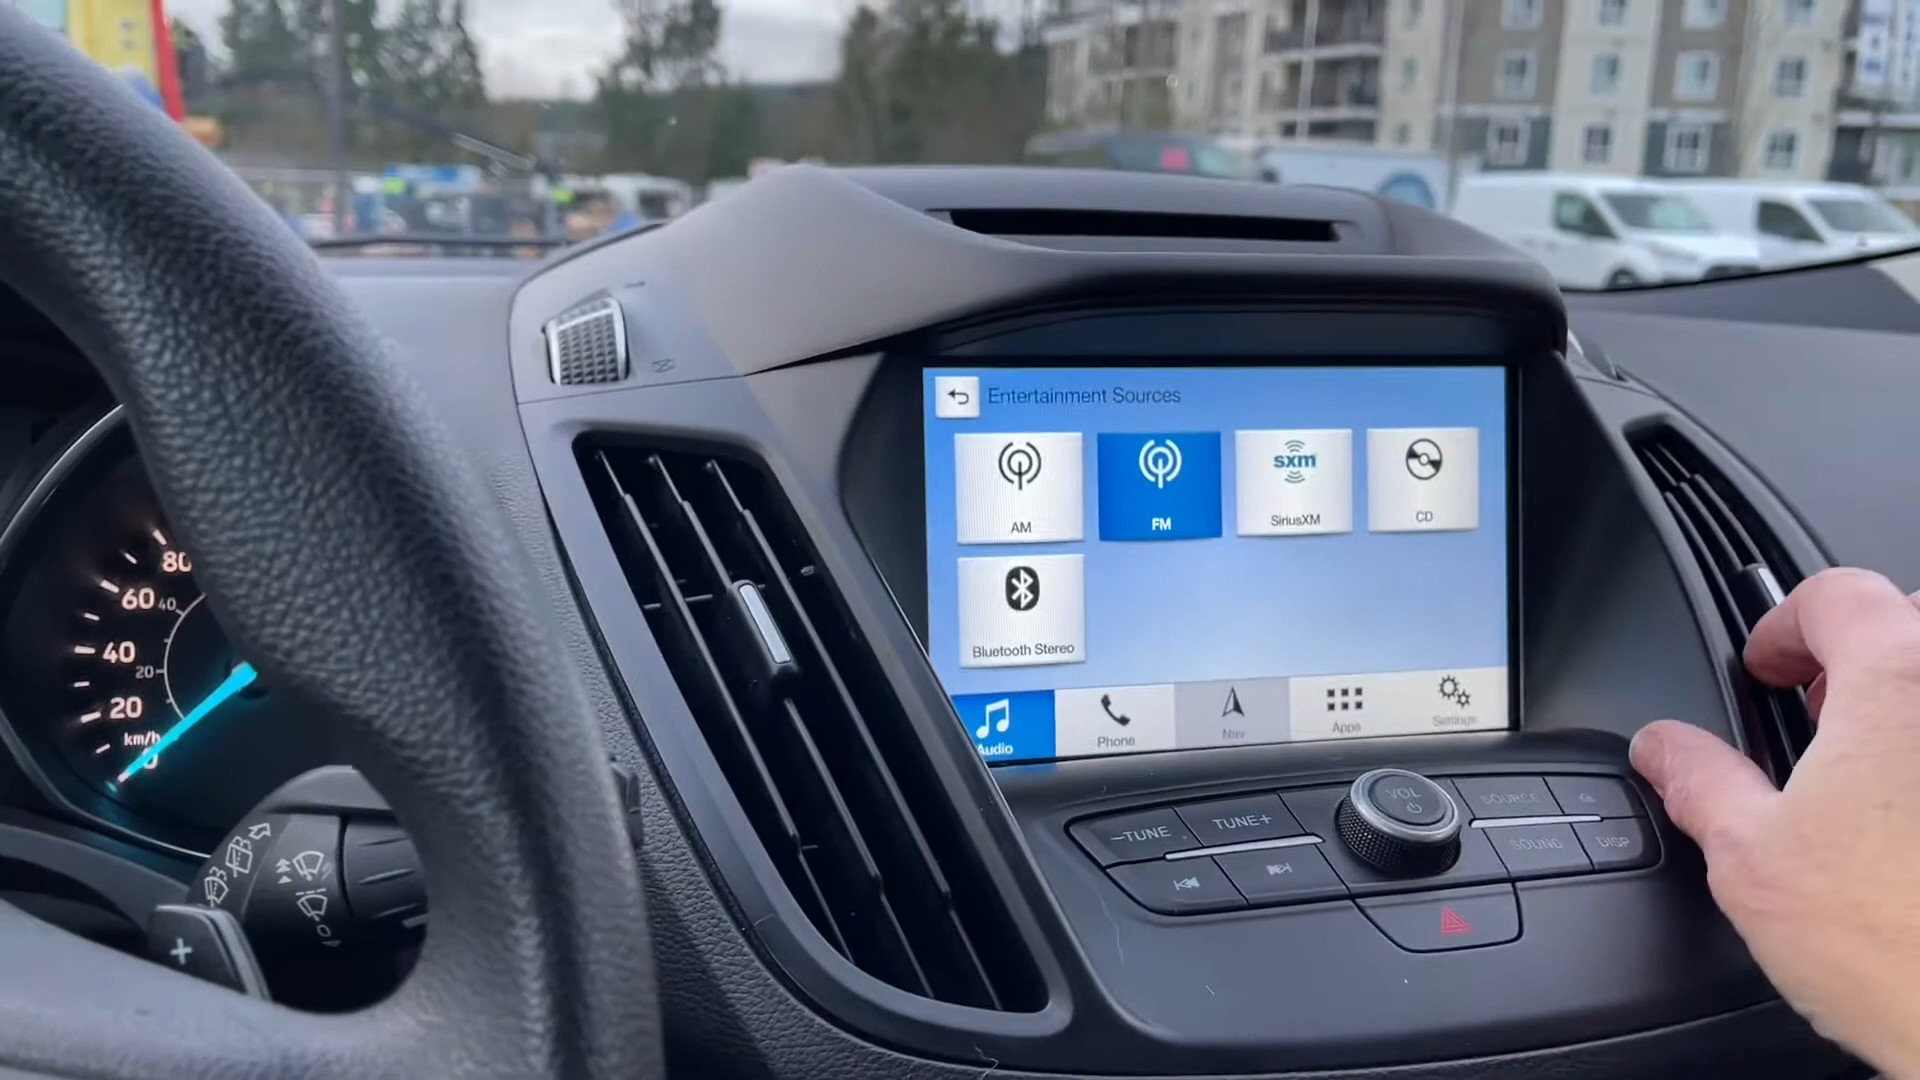 Entertainment Sources
AM
FM
sxm
SiriusXM
CD
Bluetooth Stereo
Audio
Phone
Nav
Apps
Settings
80
60
40
20
0
km/h
40
20
–TUNE
TUNE+
VOL
SOURCE
SOUND
DISP
+